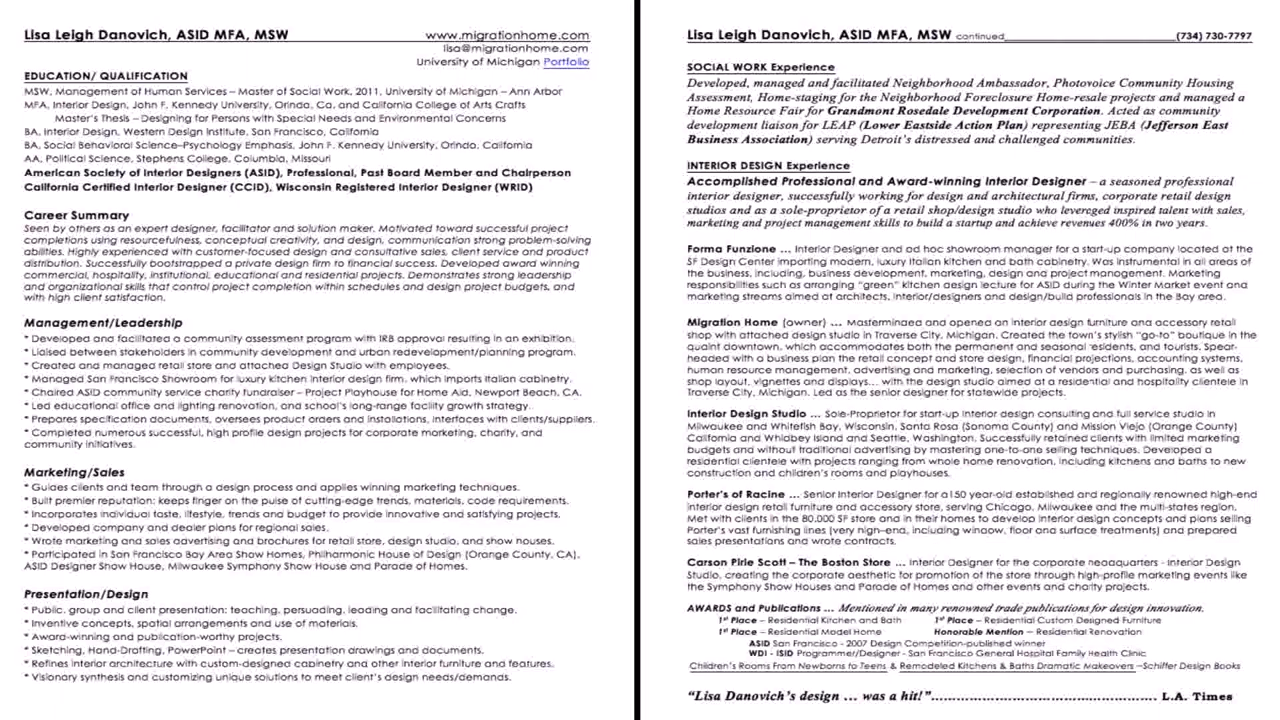 Lisa Leigh Danovich, ASID MFA, MSW www.migrationhome.com
lisa@migrationhome.com
University of Michigan Portfolio
EDUCATION/ QUALIFICATION
MSW, Management of Human Services – Master of Social Work, 2011, University of Michigan – Ann Arbor
MFA, Interior Design, John F. Kennedy University, Orinda, Ca, and California College of Arts Crafts
Master's Thesis – Designing for Persons with Special Needs and Environmental Concerns
BA, Interior Design, Western Design Institute, San Francisco, California
BA, Social Behavioral Science–Psychology Emphasis, John F. Kennedy University, Orinda, California
AA, Political Science, Stephens College, Columbia, Missouri
American Society of Interior Designers (ASID), Professional, Past Board Member and Chairperson
California Certified Interior Designer (CCID), Wisconsin Registered Interior Designer (WRID)
Career Summary
Seen by others as an expert designer, facilitator and solution maker. Motivated toward successful project
completions using resourcefulness, conceptual creativity, and design, communication strong problem-solving
abilities. Highly experienced with customer-focused design and consultative sales, client service and product
distribution. Successfully bootstrapped a private design firm to financial success. Developed award winning
commercial, hospitality, institutional, educational and residential projects. Demonstrates strong leadership
and organizational skills that control project completion within schedules and design project budgets, and
with high client satisfaction.
Management/Leadership
* Developed and facilitated a community assessment program with IRB approval resulting in an exhibition.
* Liaised between stakeholders in community development and urban redevelopment/planning program.
* Created and managed retail store and attached Design Studio with employees.
* Managed San Francisco Showroom for luxury kitchen interior design firm, which imports Italian cabinetry.
* Chaired ASID community service charity fundraiser – Project Playhouse for Home Aid, Newport Beach, CA.
* Led educational office and lighting renovation, and school's long-range facility growth strategy.
* Prepares specification documents, oversees product orders and installations, interfaces with clients/suppliers.
* Completed numerous successful, high profile design projects for corporate marketing, charity, and
community initiatives.
Marketing/Sales
* Guides clients and team through a design process and applies winning marketing techniques.
* Built premier reputation: keeps finger on the pulse of cutting-edge trends, materials, code requirements.
* Incorporates individual taste, lifestyle, trends and budget to provide innovative and satisfying projects.
* Developed company and dealer plans for regional sales.
* Wrote marketing and sales advertising and brochures for retail store, design studio, and show houses.
* Participated in San Francisco Bay Area Show Homes, Philharmonic House of Design (Orange County, CA),
ASID Designer Show House, Milwaukee Symphony Show House and Parade of Homes.
Presentation/Design
* Public, group and client presentation: teaching, persuading, leading and facilitating change.
* Inventive concepts, spatial arrangements and use of materials.
* Award-winning and publication-worthy projects.
* Sketching, Hand-Drafting, PowerPoint – creates presentation drawings and documents.
* Refines interior architecture with custom-designed cabinetry and other interior furniture and features.
* Visionary synthesis and customizing unique solutions to meet client's design needs/demands.
Lisa Leigh Danovich, ASID MFA, MSW continued (734) 730-7797
SOCIAL WORK Experience
Developed, managed and facilitated Neighborhood Ambassador, Photovoice Community Housing
Assessment, Home-staging for the Neighborhood Foreclosure Home-resale projects and managed a
Home Resource Fair for Grandmont Rosedale Development Corporation. Acted as community
development liaison for LEAP (Lower Eastside Action Plan) representing JEBA (Jefferson East
Business Association) serving Detroit's distressed and challenged communities.
INTERIOR DESIGN Experience
Accomplished Professional and Award-winning Interior Designer – a seasoned professional
interior designer, successfully working for design and architectural firms, corporate retail design
studios and as a sole-proprietor of a retail shop/design studio who leveraged inspired talent with sales,
marketing and project management skills to build a startup and achieve revenues 400% in two years.
Forma Funzione ... Interior Designer and ad hoc showroom manager for a start-up company located at the
SF Design Center importing modern, luxury Italian kitchen and bath cabinetry. Was instrumental in all areas of
the business, including, business development, marketing, design and project management. Marketing
responsibilities such as arranging "green" kitchen design lecture for ASID during the Winter Market event and
marketing streams aimed at architects, interior/designers and design/build professionals in the Bay area.
Migration Home (owner) ... Masterminded and opened an interior design furniture and accessory retail
shop with attached design studio in Traverse City, Michigan. Created the town's stylish "go-to" boutique in the
quaint downtown, which accommodates both the permanent and seasonal residents, and tourists. Spear-
headed with a business plan the retail concept and store design, financial projections, accounting systems,
human resource management, advertising and marketing, selection of vendors and purchasing, as well as
shop layout, vignettes and displays... with the design studio aimed at a residential and hospitality clientele in
Traverse City, Michigan. Led as the senior designer for statewide projects.
Interior Design Studio ... Sole-Proprietor for start-up interior design consulting and full service studio in
Milwaukee and Whitefish Bay, Wisconsin, Santa Rosa (Sonoma County) and Mission Viejo (Orange County)
California and Whidbey Island and Seattle, Washington. Successfully retained clients with limited marketing
budgets and without traditional advertising by mastering one-to-one selling techniques. Developed a
residential clientele with projects ranging from whole home renovation, including kitchens and baths to new
construction and children's rooms and playhouses.
Porter's of Racine ... Senior Interior Designer for a 150 year-old established and regionally renowned high-end
interior design retail furniture and accessory store, serving Chicago, Milwaukee and the multi-states region.
Met with clients in the 80,000 SF store and in their homes to develop interior design concepts and plans selling
Porter's vast furnishing lines (very high-end, including window, floor and surface treatments) and prepared
sales presentations and wrote contracts.
Carson Pirie Scott – The Boston Store ... Interior Designer for the corporate headquarters - Interior Design
Studio, creating the corporate aesthetic for promotion of the store through high-profile marketing events like
the Symphony Show Houses and Parade of Homes and other events and charity projects.
AWARDS and Publications ... Mentioned in many renowned trade publications for design innovation.
1st Place – Residential Kitchen and Bath 1st Place – Residential Custom Designed Furniture
1st Place – Residential Model Home Honorable Mention – Residential Renovation
ASID San Francisco - 2007 Design Competition-published winner
WDI - ISID Programmer/Designer - San Francisco General Hospital Family Health Clinic
Children's Rooms From Newborns to Teens & Remodeled Kitchens & Baths Dramatic Makeovers –Schiffer Design Books
"Lisa Danovich's design ... was a hit!"........................................................ L.A. Times